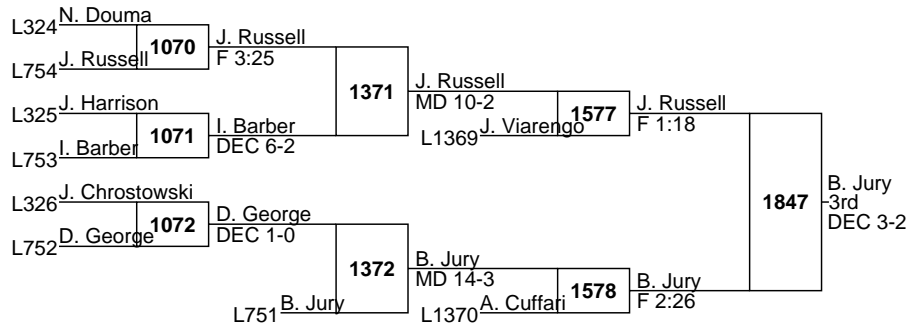 N. Douma
L324
1070
J. Russell
F 3:25
J. Russell
L754
1371
J. Russell
MD 10-2
J. Harrison
L325
1071
I. Barber
DEC 6-2
I. Barber
L753
1577
J. Russell
F 1:18
L1369
J. Viarengo
J. Chrostowski
L326
1072
D. George
DEC 1-0
D. George
L752
1847
B. Jury
3rd
DEC 3-2
1372
B. Jury
MD 14-3
L751
B. Jury
1578
B. Jury
F 2:26
L1370
A. Cuffari